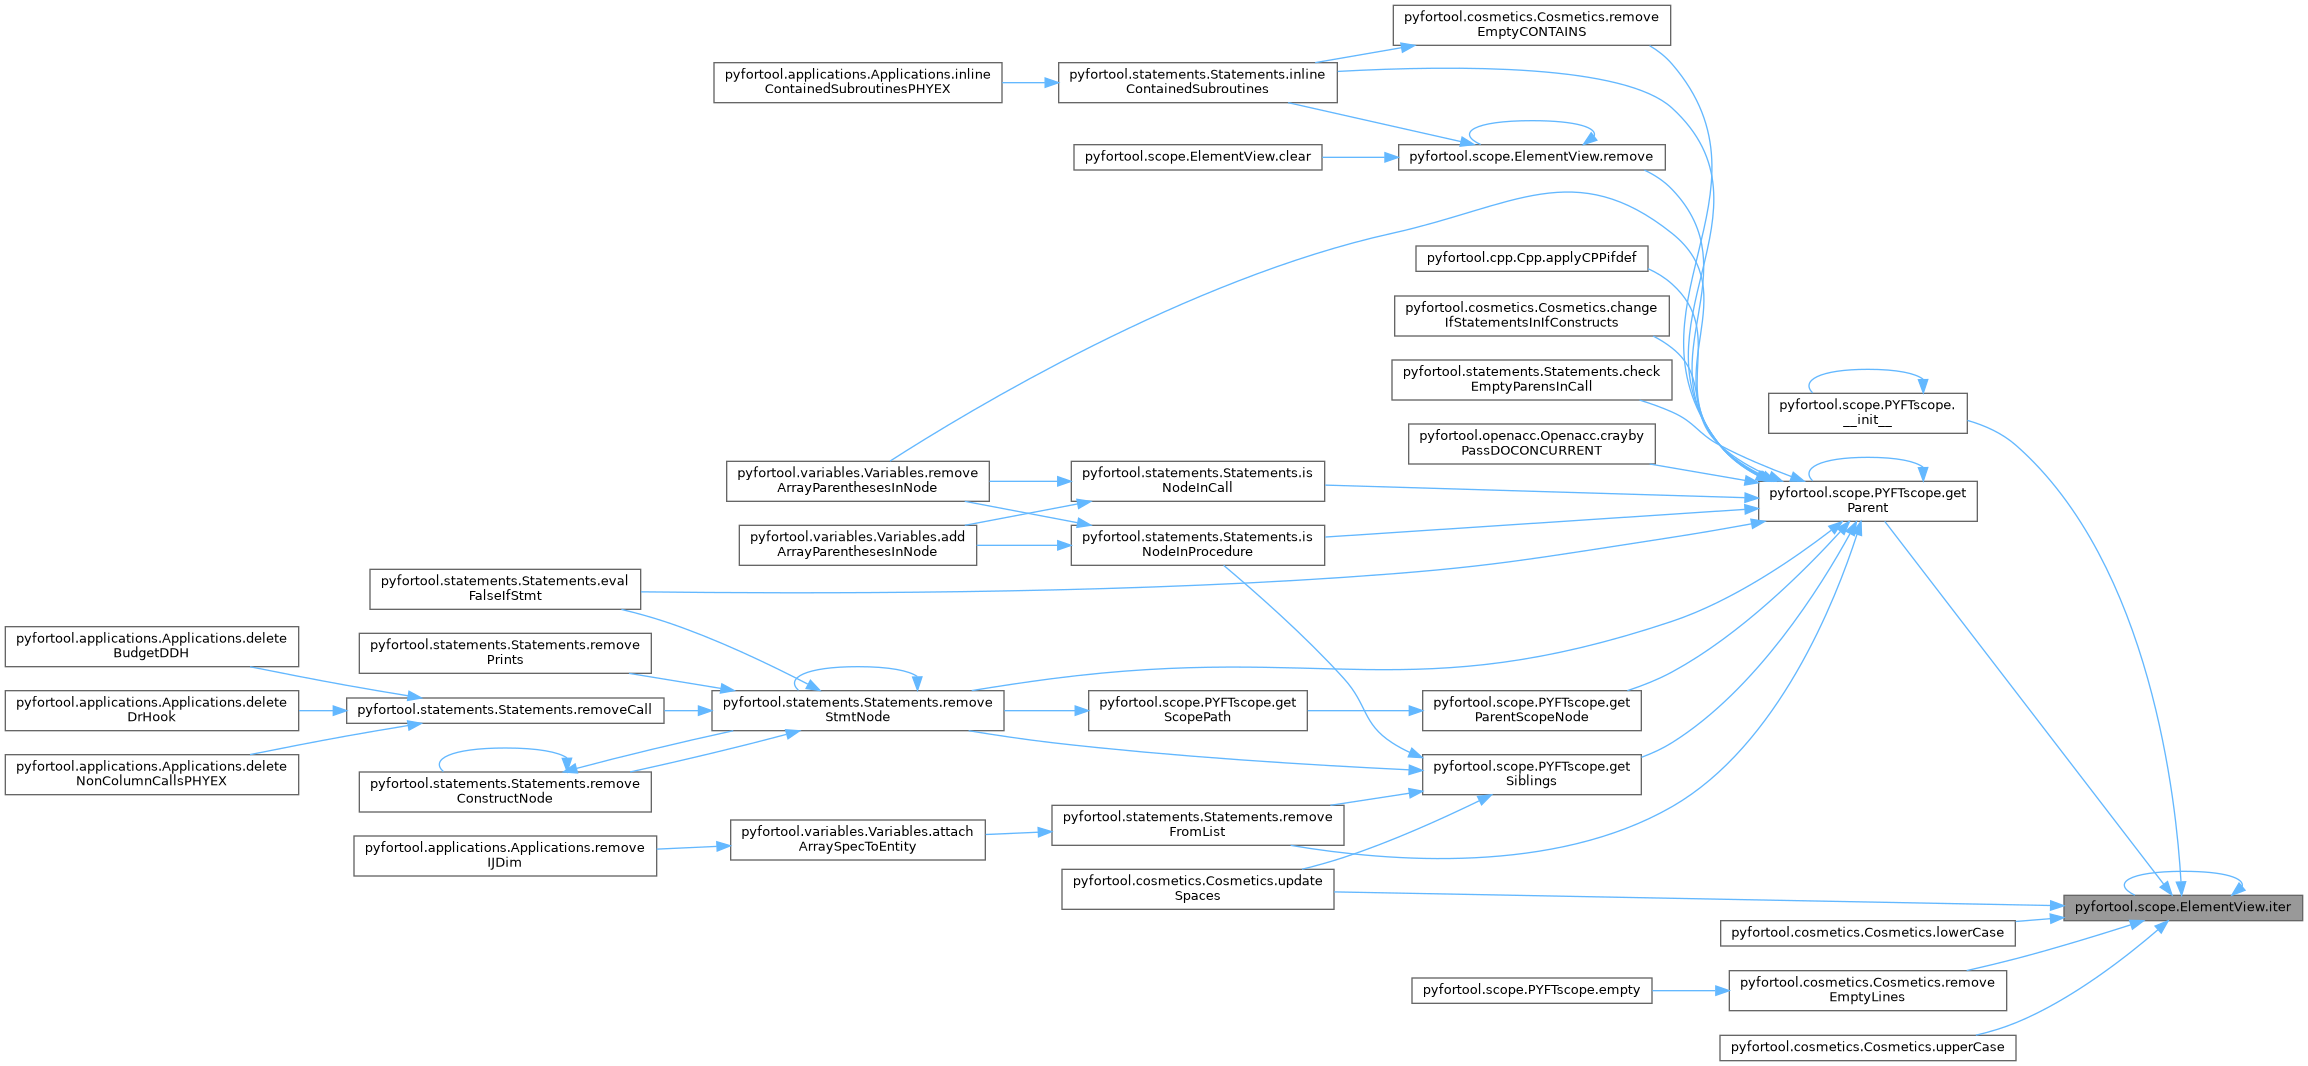 pyfortool.cosmetics.Cosmetics.remove
EmptyCONTAINS
pyfortool.applications.Applications.inline
ContainedSubroutinesPHYEX
pyfortool.statements.Statements.inline
ContainedSubroutines
pyfortool.scope.ElementView.clear
pyfortool.scope.ElementView.remove
pyfortool.cpp.Cpp.applyCPPifdef
pyfortool.cosmetics.Cosmetics.change
IfStatementsInIfConstructs
pyfortool.statements.Statements.check
EmptyParensInCall
pyfortool.scope.PYFTscope.
__init__
pyfortool.openacc.Openacc.crayby
PassDOCONCURRENT
pyfortool.variables.Variables.remove
ArrayParenthesesInNode
pyfortool.statements.Statements.is
NodeInCall
pyfortool.scope.PYFTscope.get
Parent
pyfortool.variables.Variables.add
ArrayParenthesesInNode
pyfortool.statements.Statements.is
NodeInProcedure
pyfortool.statements.Statements.eval
FalseIfStmt
pyfortool.applications.Applications.delete
BudgetDDH
pyfortool.statements.Statements.remove
Prints
pyfortool.applications.Applications.delete
DrHook
pyfortool.statements.Statements.removeCall
pyfortool.statements.Statements.remove
StmtNode
pyfortool.scope.PYFTscope.get
ScopePath
pyfortool.scope.PYFTscope.get
ParentScopeNode
pyfortool.applications.Applications.delete
NonColumnCallsPHYEX
pyfortool.statements.Statements.remove
ConstructNode
pyfortool.scope.PYFTscope.get
Siblings
pyfortool.applications.Applications.remove
IJDim
pyfortool.variables.Variables.attach
ArraySpecToEntity
pyfortool.statements.Statements.remove
FromList
pyfortool.cosmetics.Cosmetics.update
Spaces
pyfortool.scope.ElementView.iter
pyfortool.cosmetics.Cosmetics.lowerCase
pyfortool.scope.PYFTscope.empty
pyfortool.cosmetics.Cosmetics.remove
EmptyLines
pyfortool.cosmetics.Cosmetics.upperCase